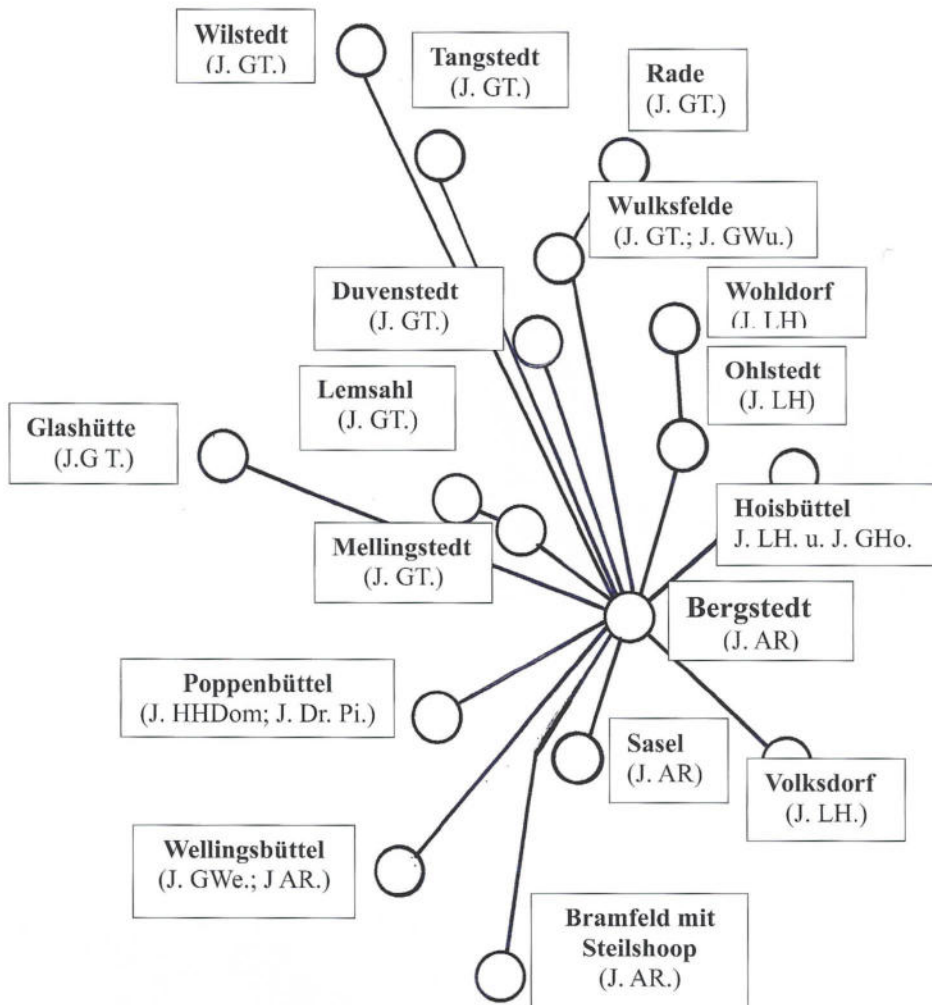 Wilstedt
(J. GT.)
Tangstedt
(J. GT.)
Rade
(J. GT.)
Wulksfelde
(J. GT.; J. GWu.)
Duvenstedt
(J. GT.)
Wohldorf
(J. LH)
Ohlstedt
(J. LH)
Lemsahl
(J. GT.)
Glashütte
(J.G T.)
Hoisbüttel
J. LH. u. J. GHo.
Mellingstedt
(J. GT.)
Bergstedt
(J. AR)
Poppenbüttel
(J. HHDom; J. Dr. Pi.)
Sasel
(J. AR)
Volksdorf
(J. LH.)
Wellingsbüttel
(J. GWe.; J AR.)
Bramfeld mit
Steilshoop
(J. AR.)